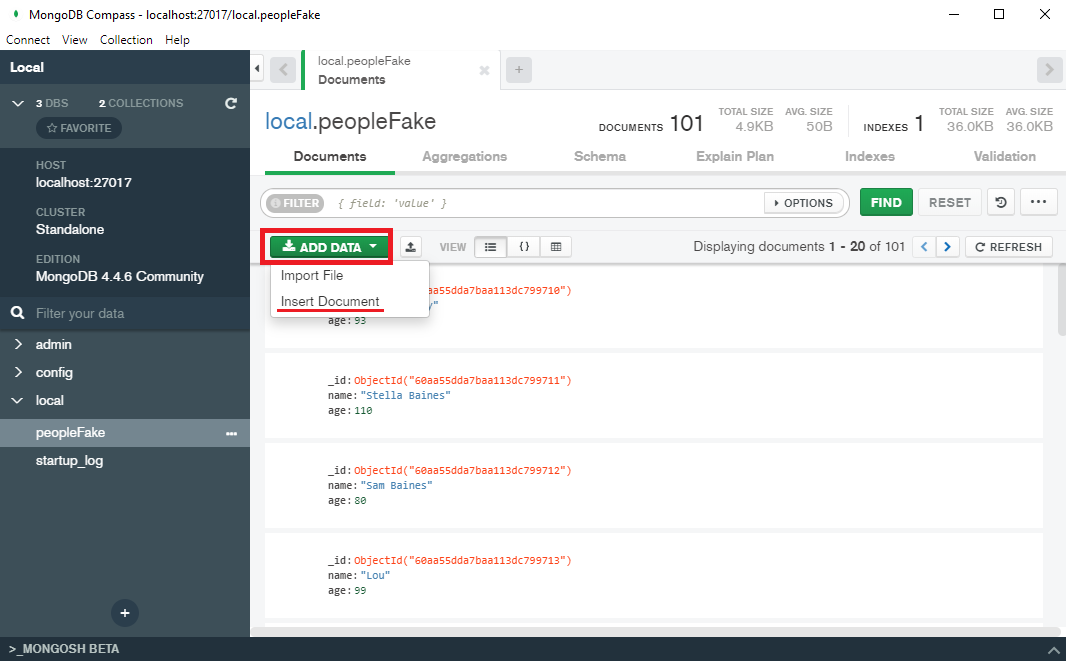 MongoDB Compass - localhost:27017/local.peopleFake
Connect View Collection Help
Local
3 DBS 2 COLLECTIONS
FAVORITE
HOST
localhost:27017
CLUSTER
Standalone
EDITION
MongoDB 4.4.6 Community
Filter your data
admin
config
local
peopleFake
startup_log
>_MONGOSH BETA
local.peopleFake
Documents
local.peopleFake
DOCUMENTS 101 TOTAL SIZE 4.9KB AVG. SIZE 50B INDEXES 1 TOTAL SIZE 36.0KB AVG. SIZE 36.0KB
Documents Aggregations Schema Explain Plan Indexes Validation
FILTER { field: 'value' } OPTIONS FIND RESET
ADD DATA VIEW {} Displaying documents 1 - 20 of 101 REFRESH
Import File
Insert Document
aa55dda7baa113dc799710")
y"
age: 93
_id: ObjectId("60aa55dda7baa113dc799711")
name: "Stella Baines"
age: 110
_id: ObjectId("60aa55dda7baa113dc799712")
name: "Sam Baines"
age: 80
_id: ObjectId("60aa55dda7baa113dc799713")
name: "Lou"
age: 99